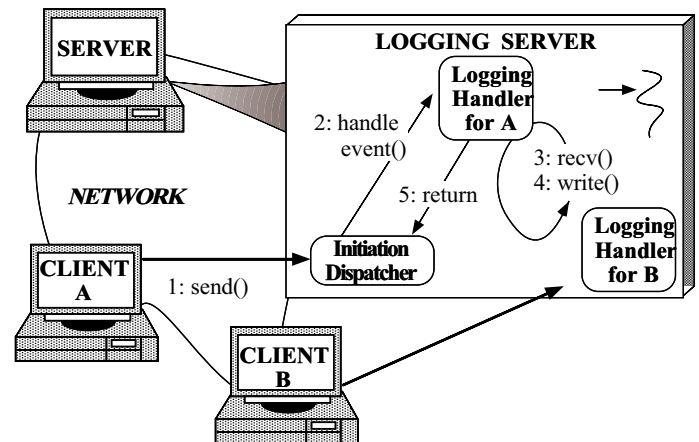 SERVER
LOGGING SERVER
Logging
Handler
for A
2: handle
event()
3: recv()
4: write()
5: return
NETWORK
Logging
Handler
for B
Initiation
Dispatcher
CLIENT
A
1: send()
CLIENT
B